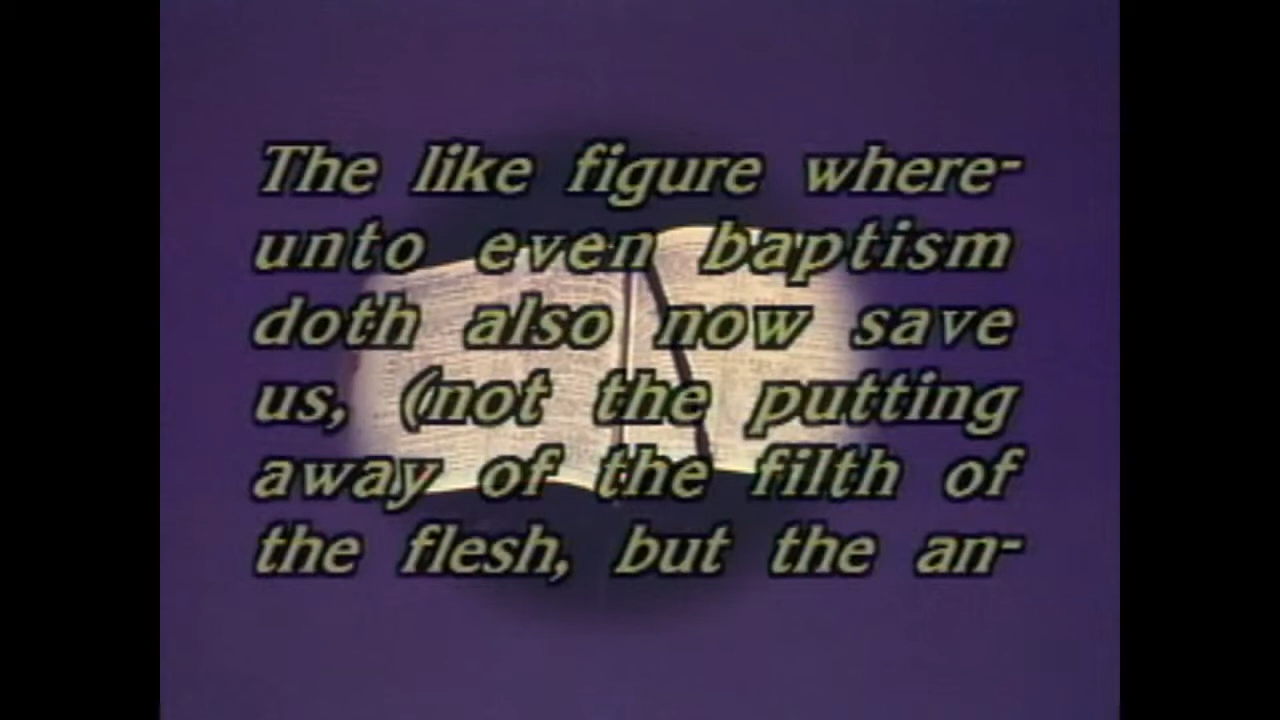 The like figure where-
unto even baptism
doth also now save
us, (not the putting
away of the filth of
the flesh, but the an-